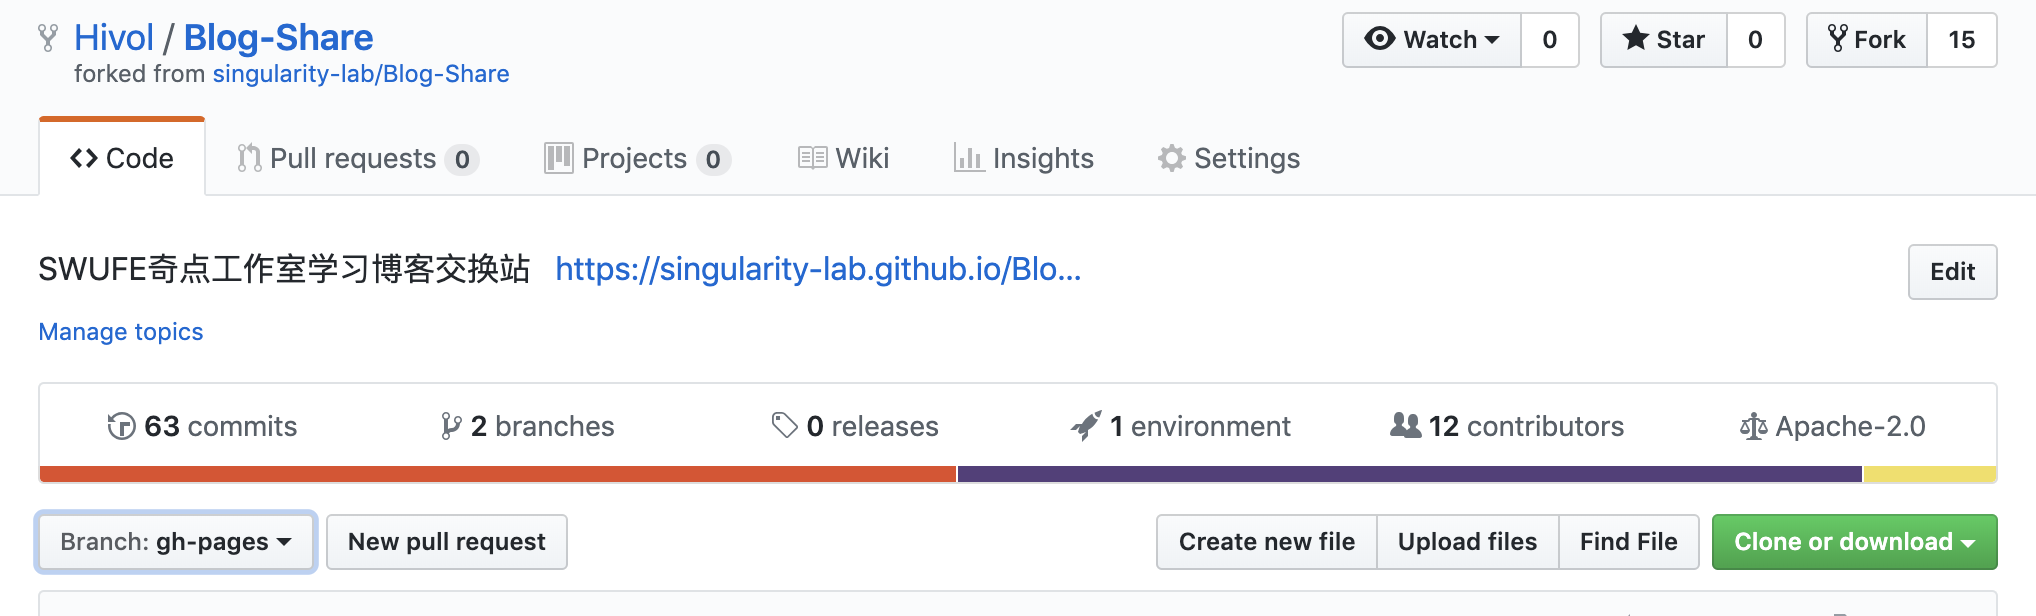 Hivol / Blog-Share
Watch 0
Star 0
Fork 15
forked from singularity-lab/Blog-Share
Code
Pull requests 0
Projects 0
Wiki
Insights
Settings
SWUFE奇点工作室学习博客交换站 https://singularity-lab.github.io/Blo...
Edit
Manage topics
63 commits
2 branches
0 releases
1 environment
12 contributors
Apache-2.0
Branch: gh-pages
New pull request
Create new file
Upload files
Find File
Clone or download